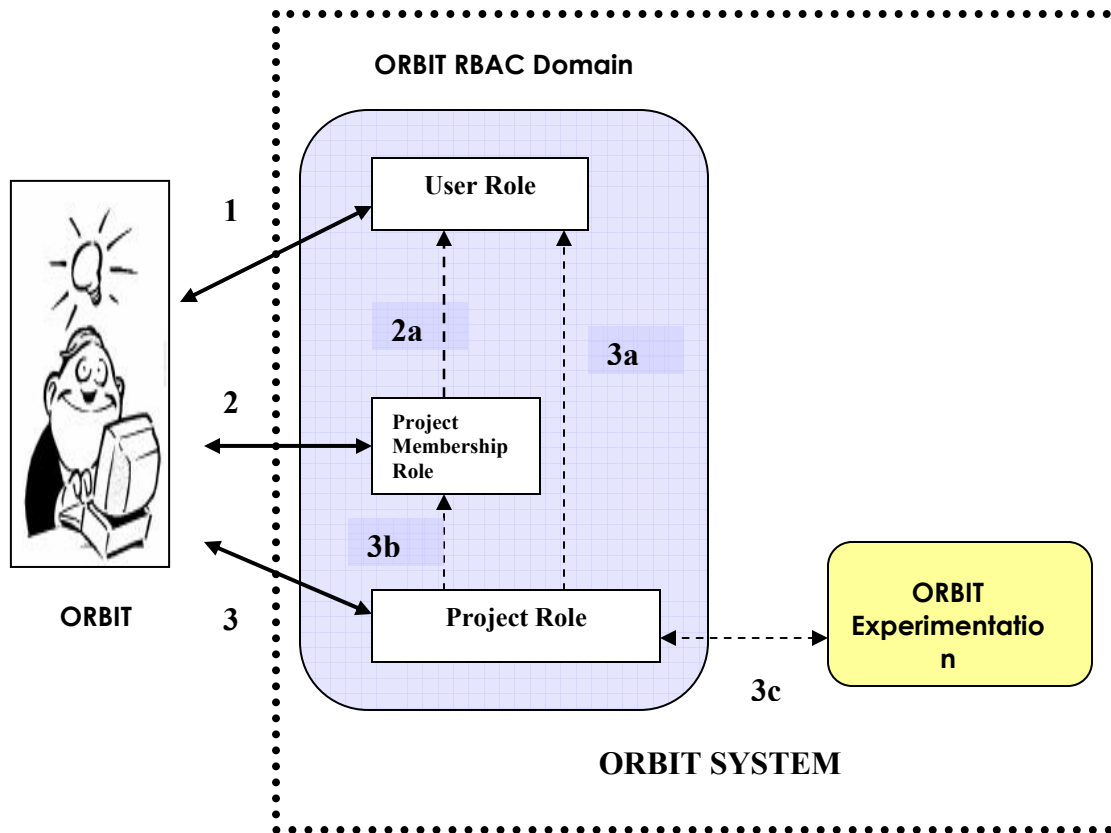 ORBIT RBAC Domain
User Role
1
2a
3a
2
Project
Membership
Role
3b
ORBIT
3
Project Role
ORBIT
Experimentatio
n
3c
ORBIT SYSTEM